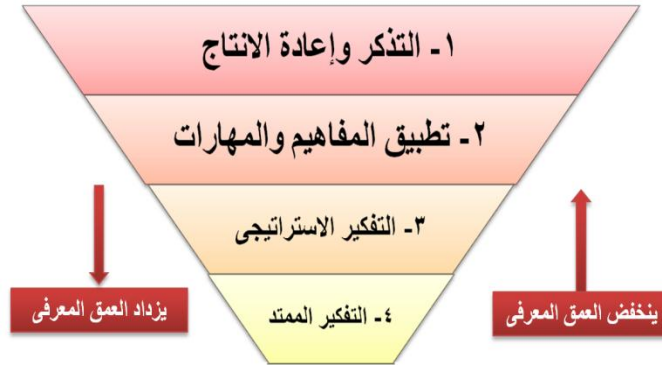 ١- التذكر وإعادة الانتاج
٢- تطبيق المفاهيم والمهارات
٣- التفكير الاستراتيجى
٤- التفكير الممتد
يزداد العمق المعرفى
ينخفض العمق المعرفى